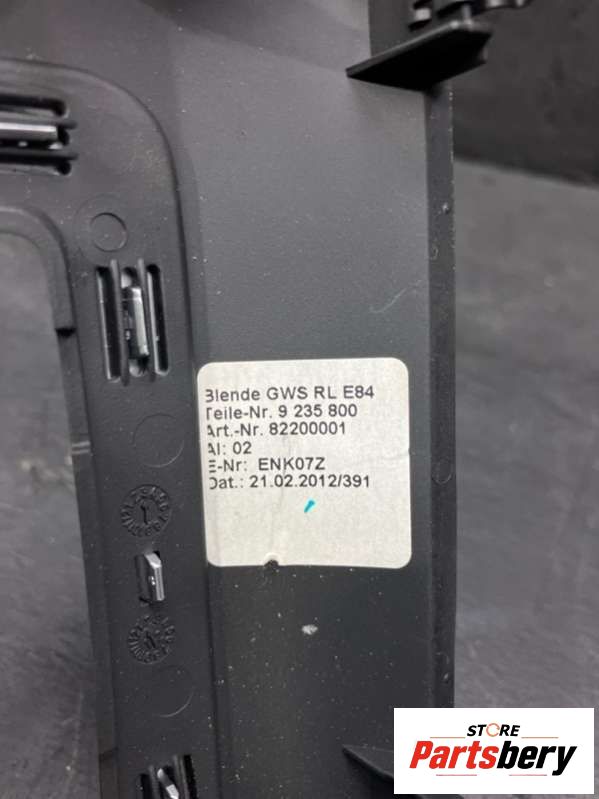 Blende GWS RL E84
Teile-Nr. 9 235 800
Art.-Nr. 82200001
AI: 02
E-Nr: ENK07Z
Dat.: 21.02.2012/391
STORE
Partsbery